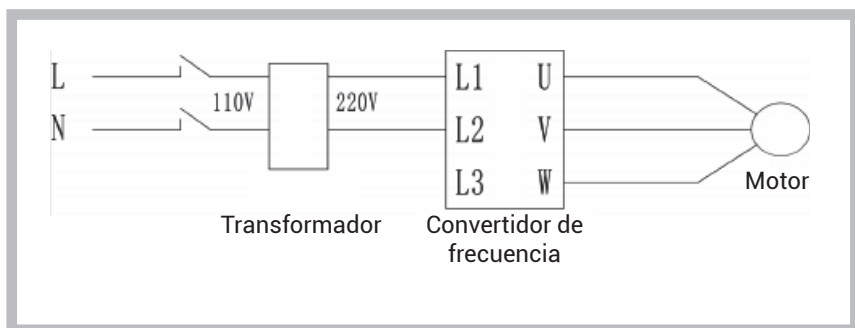 L
110V
220V
L1 U
N
L2 V
L3 W
Motor
Transformador
Convertidor de
frecuencia